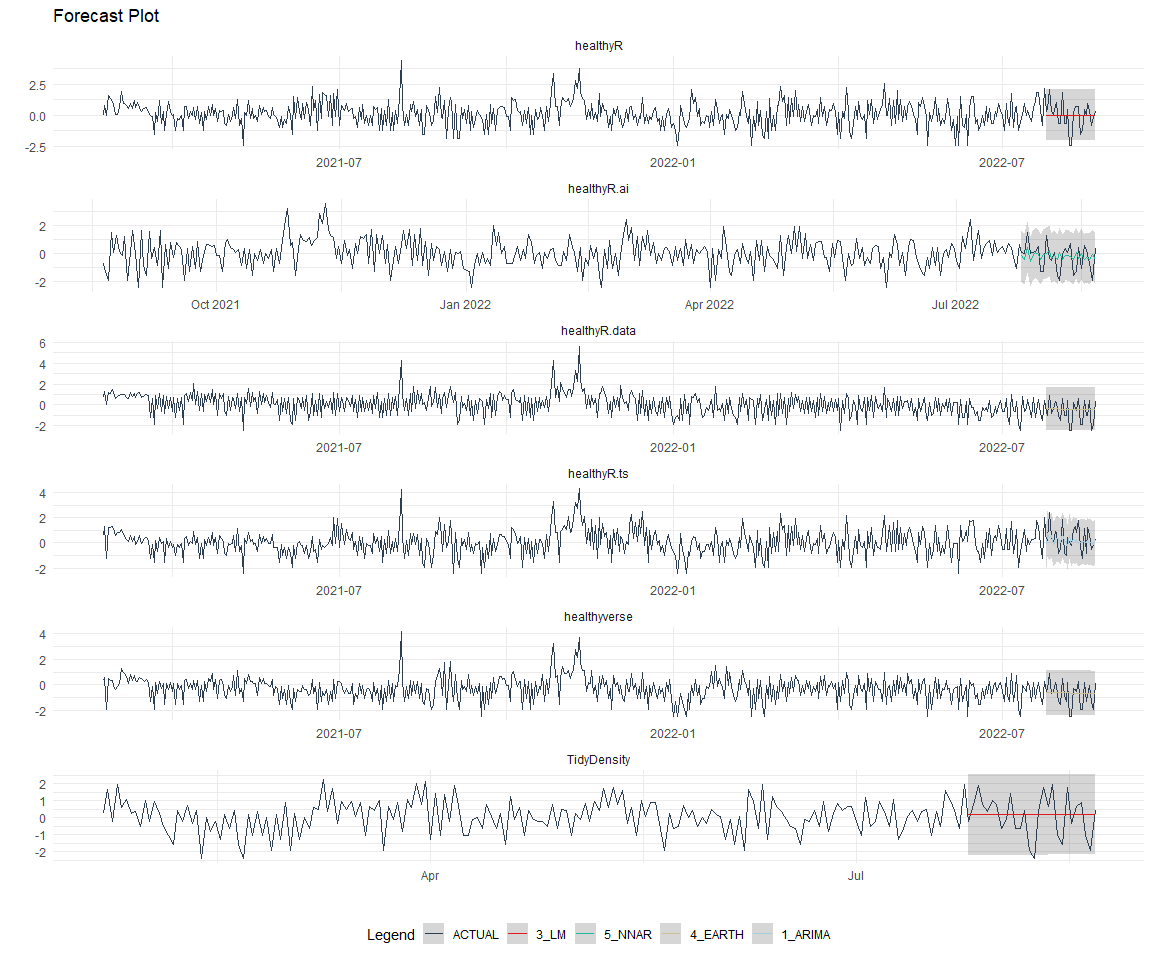 Forecast Plot
healthyR
2.5
0.0
-2.5
2021-07 2022-01 2022-07
healthyR.ai
2
0
-2
Oct 2021 Jan 2022 Apr 2022 Jul 2022
healthyR.data
6
4
2
0
-2
2021-07 2022-01 2022-07
healthyR.ts
4
2
0
-2
2021-07 2022-01 2022-07
healthyverse
4
2
0
-2
2021-07 2022-01 2022-07
TidyDensity
2
1
0
-1
-2
Apr Jul
Legend ACTUAL 3_LM 5_NNAR 4_EARTH 1_ARIMA